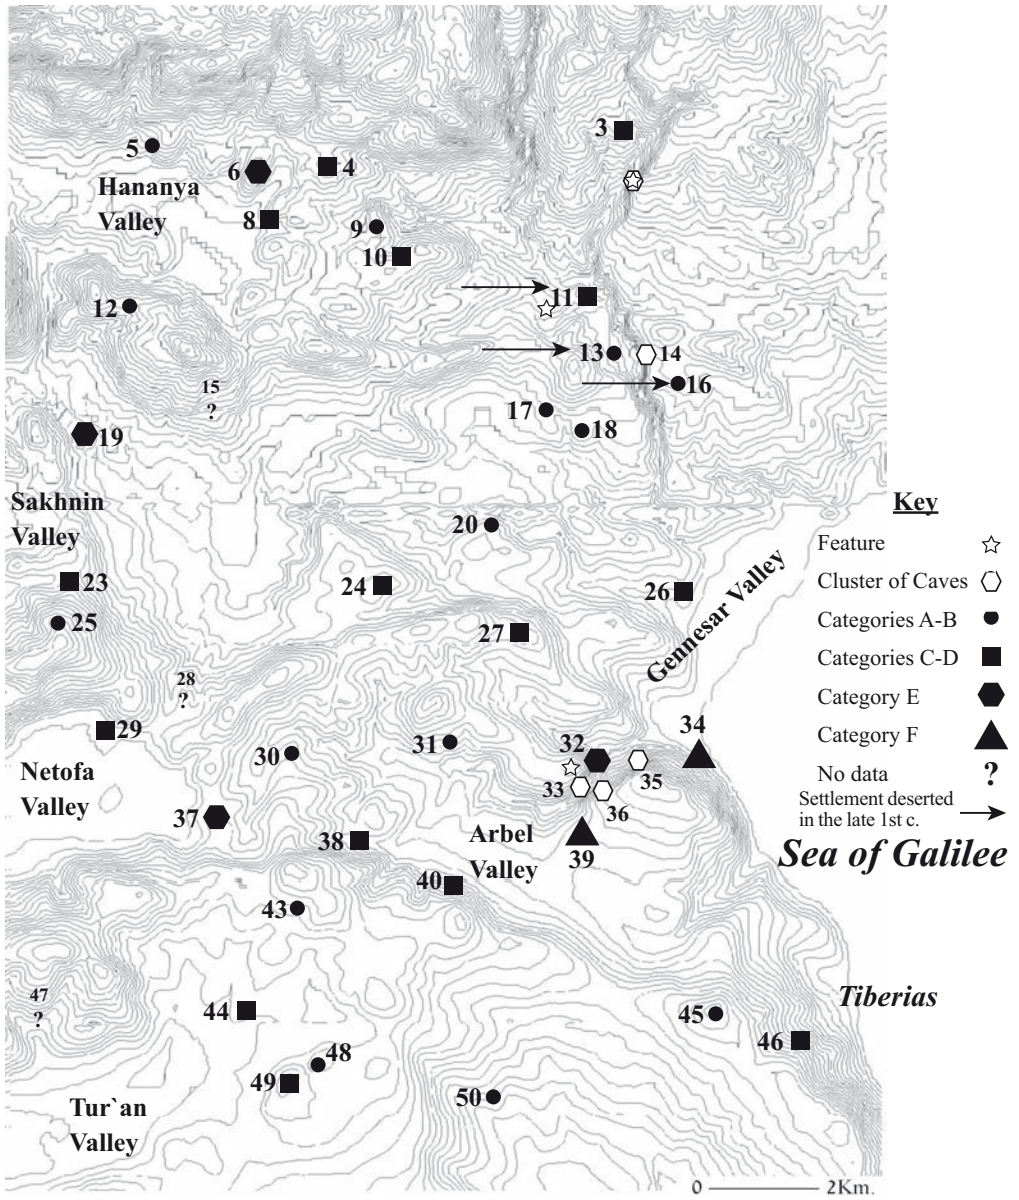 3
5
6
4
Hananya
Valley
8
9
10
11
12
13
14
15
?
16
17
18
19
Sakhnin
Valley
20
Key
Feature
Cluster of Caves
Categories A-B
Categories C-D
Category E
Category F
No data
?
Settlement deserted
in the late 1st c.
23
24
25
26
Gennesar Valley
27
28
?
29
30
31
32
34
Netofa
Valley
33
35
36
37
38
Arbel
Valley
39
Sea of Galilee
40
43
44
45
46
47
?
Tiberias
48
49
50
Tur`an
Valley
0
2Km.